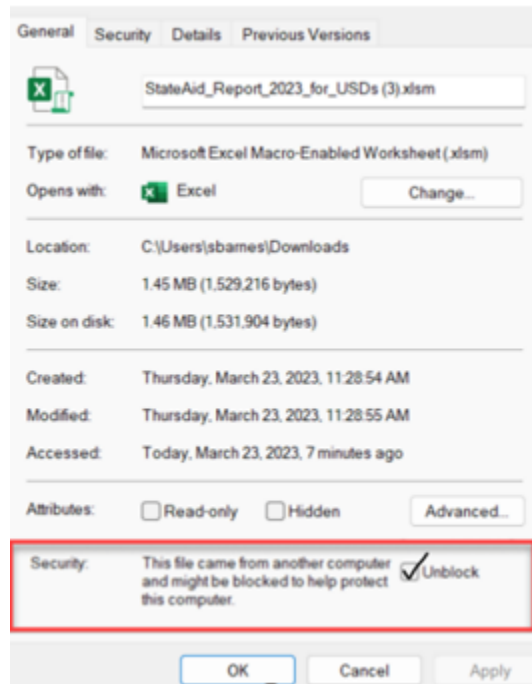 General Security Details Previous Versions
StateAid_Report_2023_for_USDs (3).xlsm
Type of file: Microsoft Excel Macro-Enabled Worksheet (.xlsm)
Opens with: Excel Change...
Location: C:\Users\sbarnes\Downloads
Size: 1.45 MB (1,529,216 bytes)
Size on disk: 1.46 MB (1,531,904 bytes)
Created: Thursday, March 23, 2023, 11:28:54 AM
Modified: Thursday, March 23, 2023, 11:28:55 AM
Accessed: Today, March 23, 2023, 7 minutes ago
Attributes: Read-only Hidden Advanced...
Security: This file came from another computer
and might be blocked to help protect
this computer.
Unblock
OK Cancel Apply